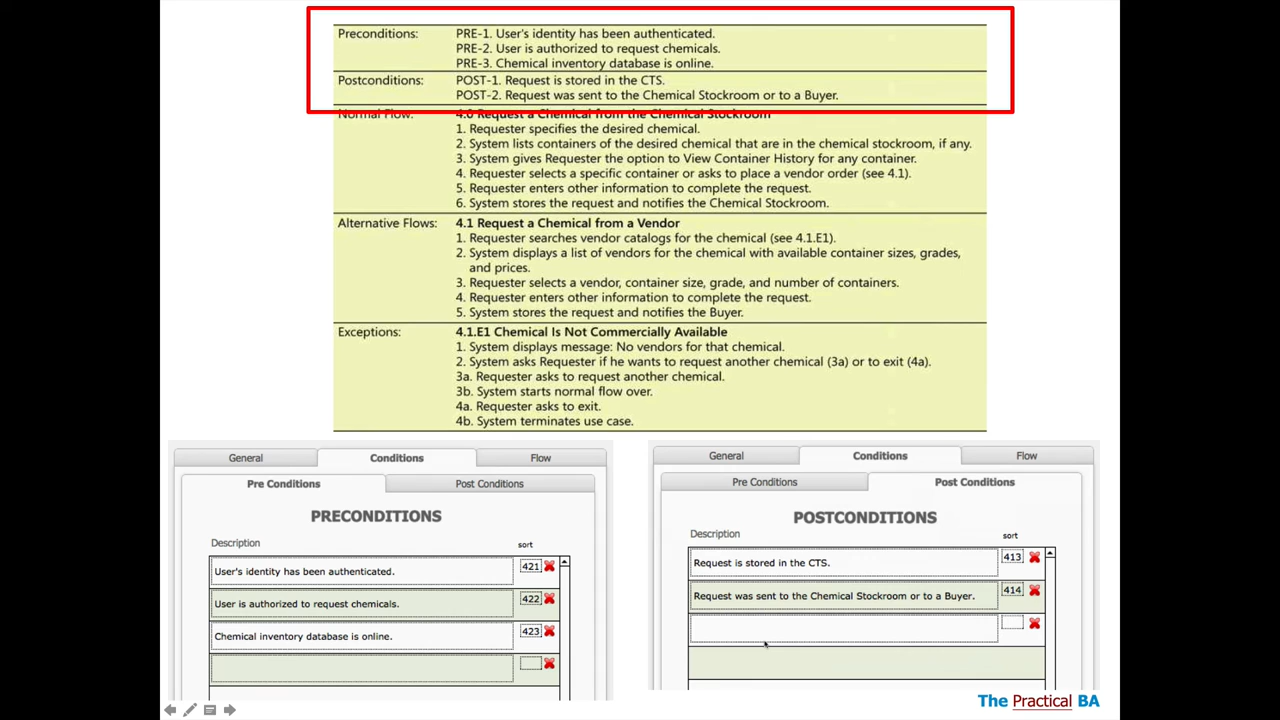 Preconditions: PRE-1. User's identity has been authenticated.
PRE-2. User is authorized to request chemicals.
PRE-3. Chemical inventory database is online.
Postconditions: POST-1. Request is stored in the CTS.
POST-2. Request was sent to the Chemical Stockroom or to a Buyer.
Normal Flow: 4.0 Request a Chemical from the Chemical Stockroom
1. Requester specifies the desired chemical.
2. System lists containers of the desired chemical that are in the chemical stockroom, if any.
3. System gives Requester the option to View Container History for any container.
4. Requester selects a specific container or asks to place a vendor order (see 4.1).
5. Requester enters other information to complete the request.
6. System stores the request and notifies the Chemical Stockroom.
Alternative Flows: 4.1 Request a Chemical from a Vendor
1. Requester searches vendor catalogs for the chemical (see 4.1.E1).
2. System displays a list of vendors for the chemical with available container sizes, grades,
and prices.
3. Requester selects a vendor, container size, grade, and number of containers.
4. Requester enters other information to complete the request.
5. System stores the request and notifies the Buyer.
Exceptions: 4.1.E1 Chemical Is Not Commercially Available
1. System displays message: No vendors for that chemical.
2. System asks Requester if he wants to request another chemical (3a) or to exit (4a).
3a. Requester asks to request another chemical.
3b. System starts normal flow over.
4a. Requester asks to exit.
4b. System terminates use case.
General Conditions Flow
Pre Conditions Post Conditions
PRECONDITIONS
Description sort
User's identity has been authenticated. 421
User is authorized to request chemicals. 422
Chemical inventory database is online. 423
General Conditions Flow
Pre Conditions Post Conditions
POSTCONDITIONS
Description sort
Request is stored in the CTS. 413
Request was sent to the Chemical Stockroom or to a Buyer. 414
The Practical BA